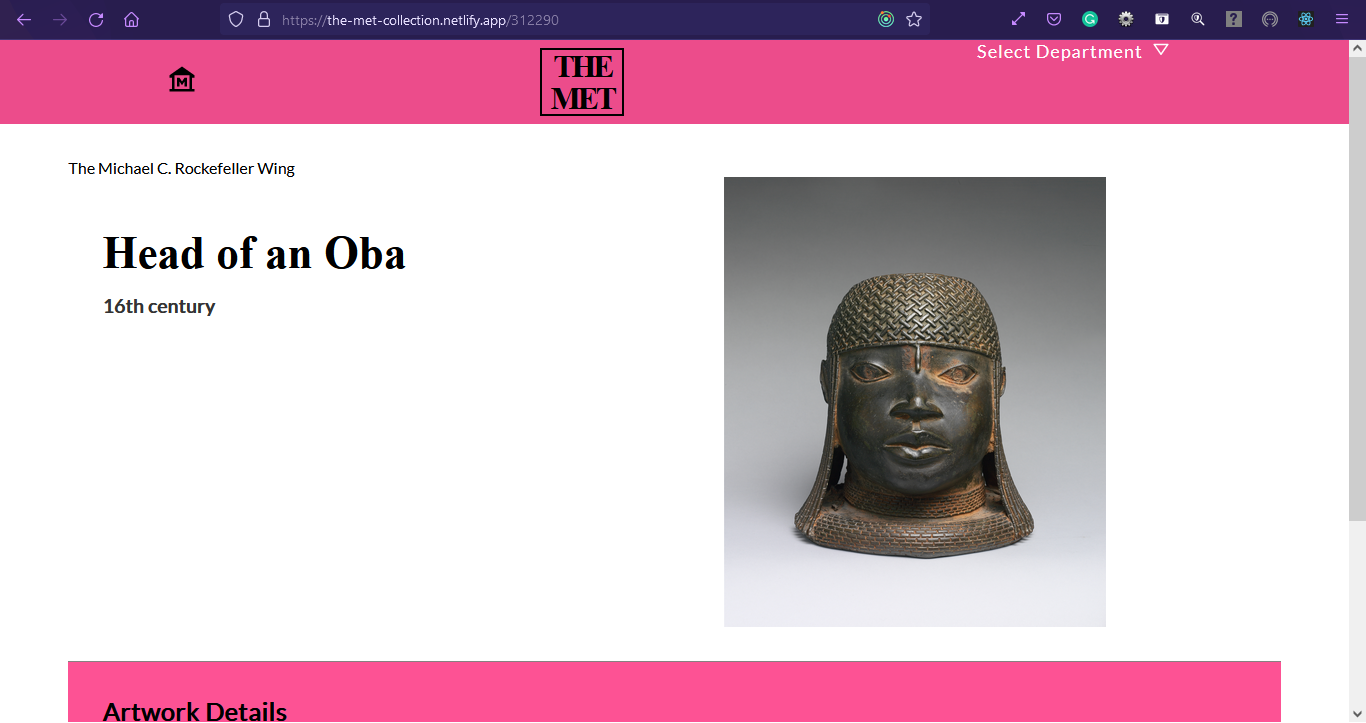 https://the-met-collection.netlify.app/312290
THE
MET
Select Department
The Michael C. Rockefeller Wing
Head of an Oba
16th century
Artwork Details